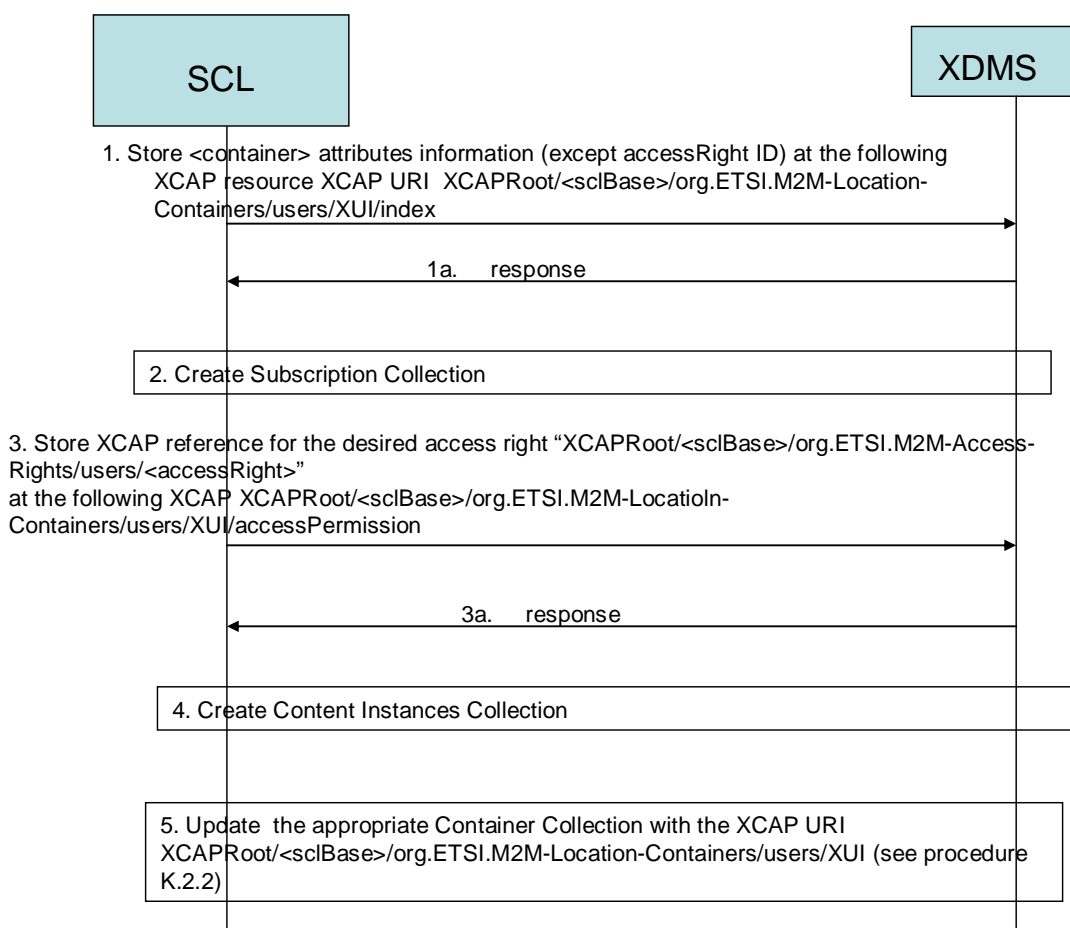 SCL
XDMS
1. Store <container> attributes information (except accessRight ID) at the following
XCAP resource XCAP URI XCAPRoot/<sclBase>/org.ETSI.M2M-Location-
Containers/users/XUI/index
1a. response
2. Create Subscription Collection
3. Store XCAP reference for the desired access right “XCAPRoot/<sclBase>/org.ETSI.M2M-Access-
Rights/users/<accessRight>”
at the following XCAP XCAPRoot/<sclBase>/org.ETSI.M2M-LocatioIn-
Containers/users/XUI/accessPermission
3a. response
4. Create Content Instances Collection
5. Update the appropriate Container Collection with the XCAP URI
XCAPRoot/<sclBase>/org.ETSI.M2M-Location-Containers/users/XUI (see procedure
K.2.2)